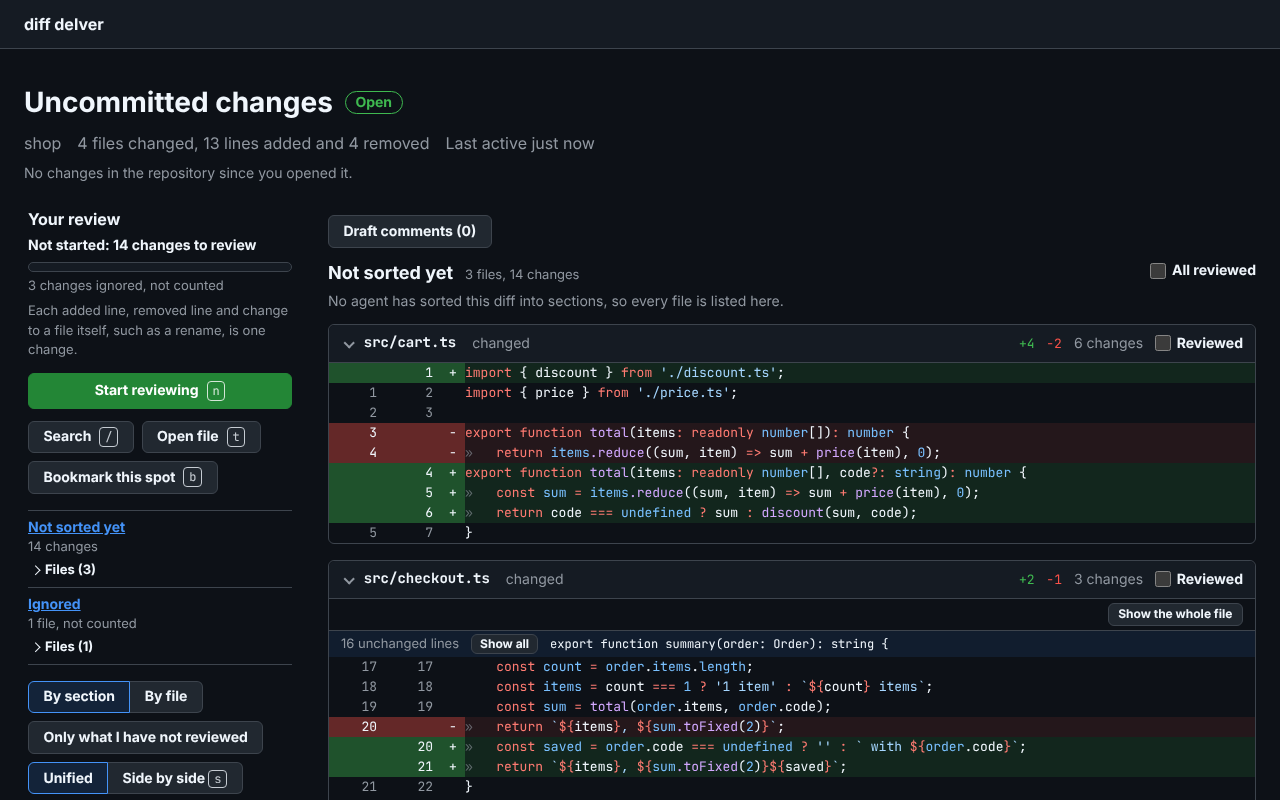 diff delver
Uncommitted changes Open
shop 4 files changed, 13 lines added and 4 removed Last active just now
No changes in the repository since you opened it.
Your review
Not started: 14 changes to review
3 changes ignored, not counted
Each added line, removed line and change
to a file itself, such as a rename, is one
change.
Start reviewing n
Search / Open file t
Bookmark this spot b
Not sorted yet
14 changes
Files (3)
Ignored
1 file, not counted
Files (1)
By section By file
Only what I have not reviewed
Unified Side by side s
Draft comments (0)
Not sorted yet 3 files, 14 changes All reviewed
No agent has sorted this diff into sections, so every file is listed here.
src/cart.ts changed +4 -2 6 changes Reviewed
1 + import { discount } from './discount.ts';
1 2 import { price } from './price.ts';
2 3
3 - export function total(items: readonly number[]): number {
4 - » return items.reduce((sum, item) => sum + price(item), 0);
4 + export function total(items: readonly number[], code?: string): number {
5 + » const sum = items.reduce((sum, item) => sum + price(item), 0);
6 + » return code === undefined ? sum : discount(sum, code);
5 7 }
src/checkout.ts changed +2 -1 3 changes Reviewed
Show the whole file
16 unchanged lines Show all export function summary(order: Order): string {
17 17 const count = order.items.length;
18 18 const items = count === 1 ? '1 item' : `${count} items`;
19 19 const sum = total(order.items, order.code);
20 - » return `${items}, ${sum.toFixed(2)}`;
20 + » const saved = order.code === undefined ? '' : ` with ${order.code}`;
21 + » return `${items}, ${sum.toFixed(2)}${saved}`;
21 22 }